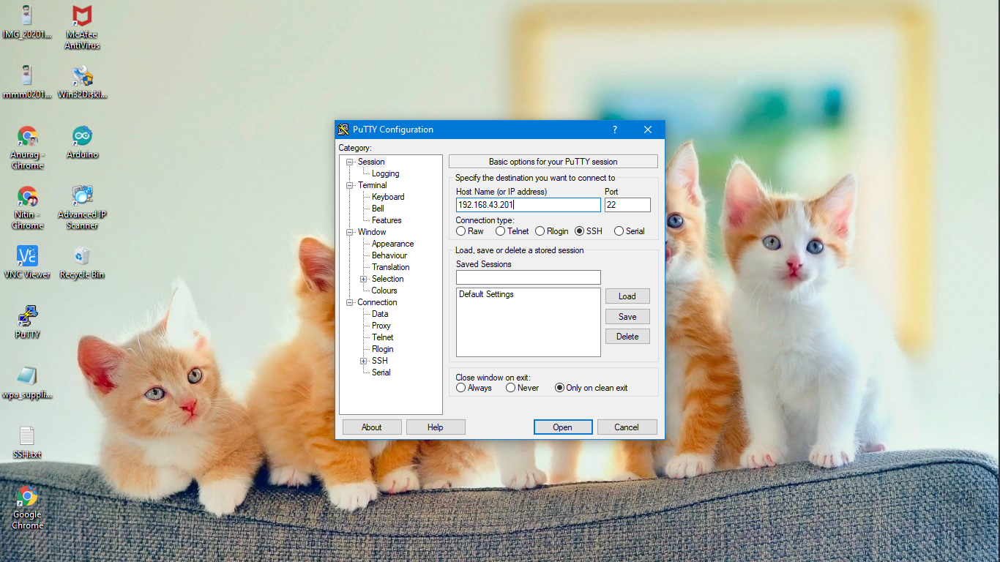 IMG_20201...
McAfee
AntiVirus
mmm0201...
Win32DiskI...
Anurag -
Chrome
Arduino
Nitin -
Chrome
Advanced IP
Scanner
VNC Viewer
Recycle Bin
PuTTY
wpa_suppli...
SSH.txt
Google
Chrome
PuTTY Configuration
?
Category:
Session
Logging
Terminal
Keyboard
Bell
Features
Window
Appearance
Behaviour
Translation
Selection
Colours
Connection
Data
Proxy
Telnet
Rlogin
SSH
Serial
Basic options for your PuTTY session
Specify the destination you want to connect to
Host Name (or IP address) Port
192.168.43.201 22
Connection type:
Raw Telnet Rlogin SSH Serial
Load, save or delete a stored session
Saved Sessions
Default Settings
Load
Save
Delete
Close window on exit:
Always Never Only on clean exit
About Help Open Cancel